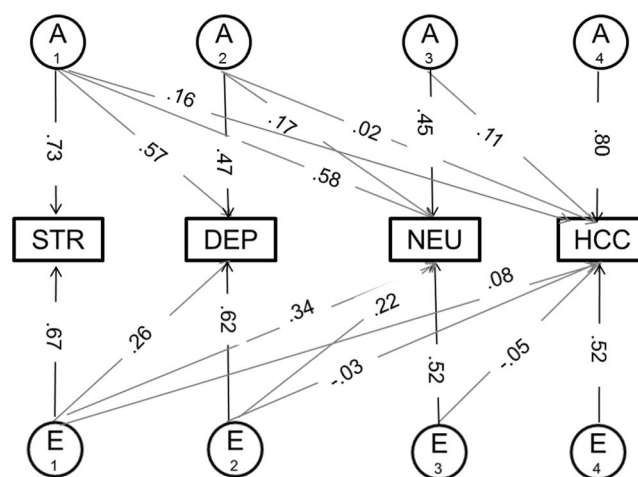 A A A A
1 2 3 4
.16 .17 .02 .45 .11 .80
.73 .57 .47 .58
STR DEP NEU HCC
.67 .26 .62 .34 .22 .08
-.03 .52 -.05 .52
E E E E
1 2 3 4